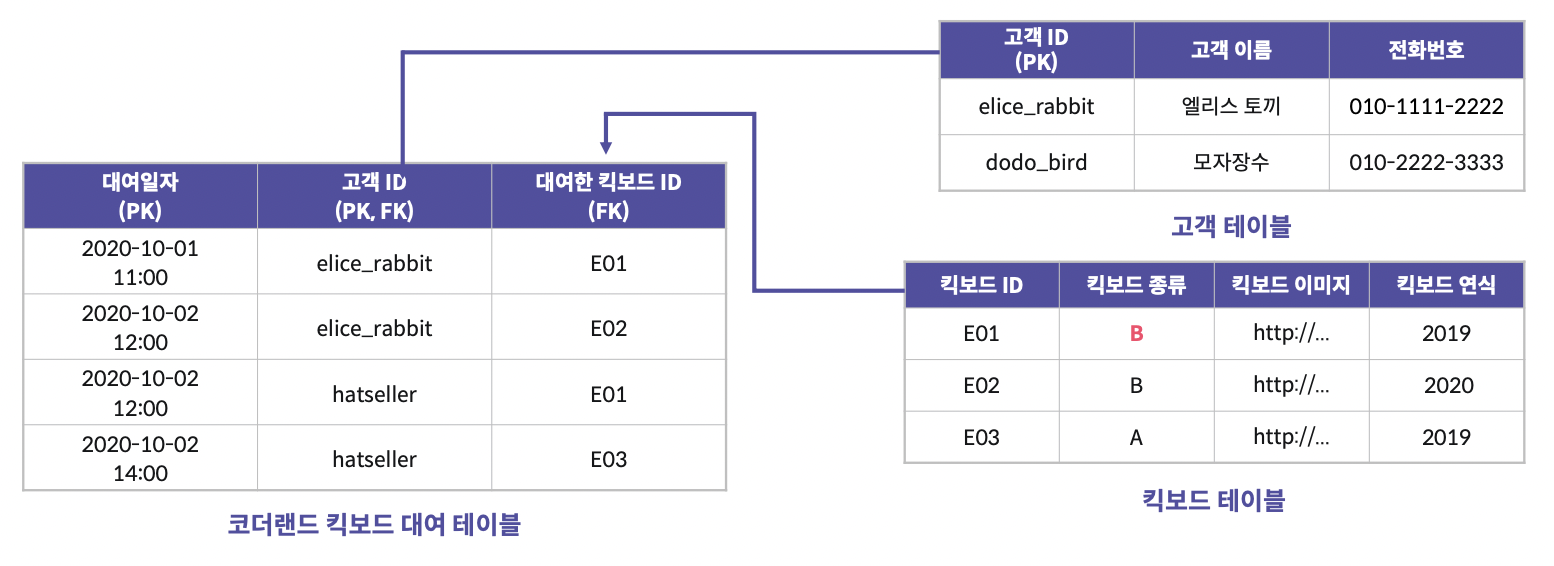 고객 ID
(PK)
고객 이름
전화번호
elice_rabbit
엘리스 토끼
010-1111-2222
dodo_bird
모자장수
010-2222-3333
고객 테이블
대여일자
(PK)
고객 ID
(PK, FK)
대여한 킥보드 ID
(FK)
2020-10-01
11:00
elice_rabbit
E01
2020-10-02
12:00
elice_rabbit
E02
2020-10-02
12:00
hatseller
E01
2020-10-02
14:00
hatseller
E03
코더랜드 킥보드 대여 테이블
킥보드 ID
킥보드 종류
킥보드 이미지
킥보드 연식
E01
B
http://...
2019
E02
B
http://...
2020
E03
A
http://...
2019
킥보드 테이블